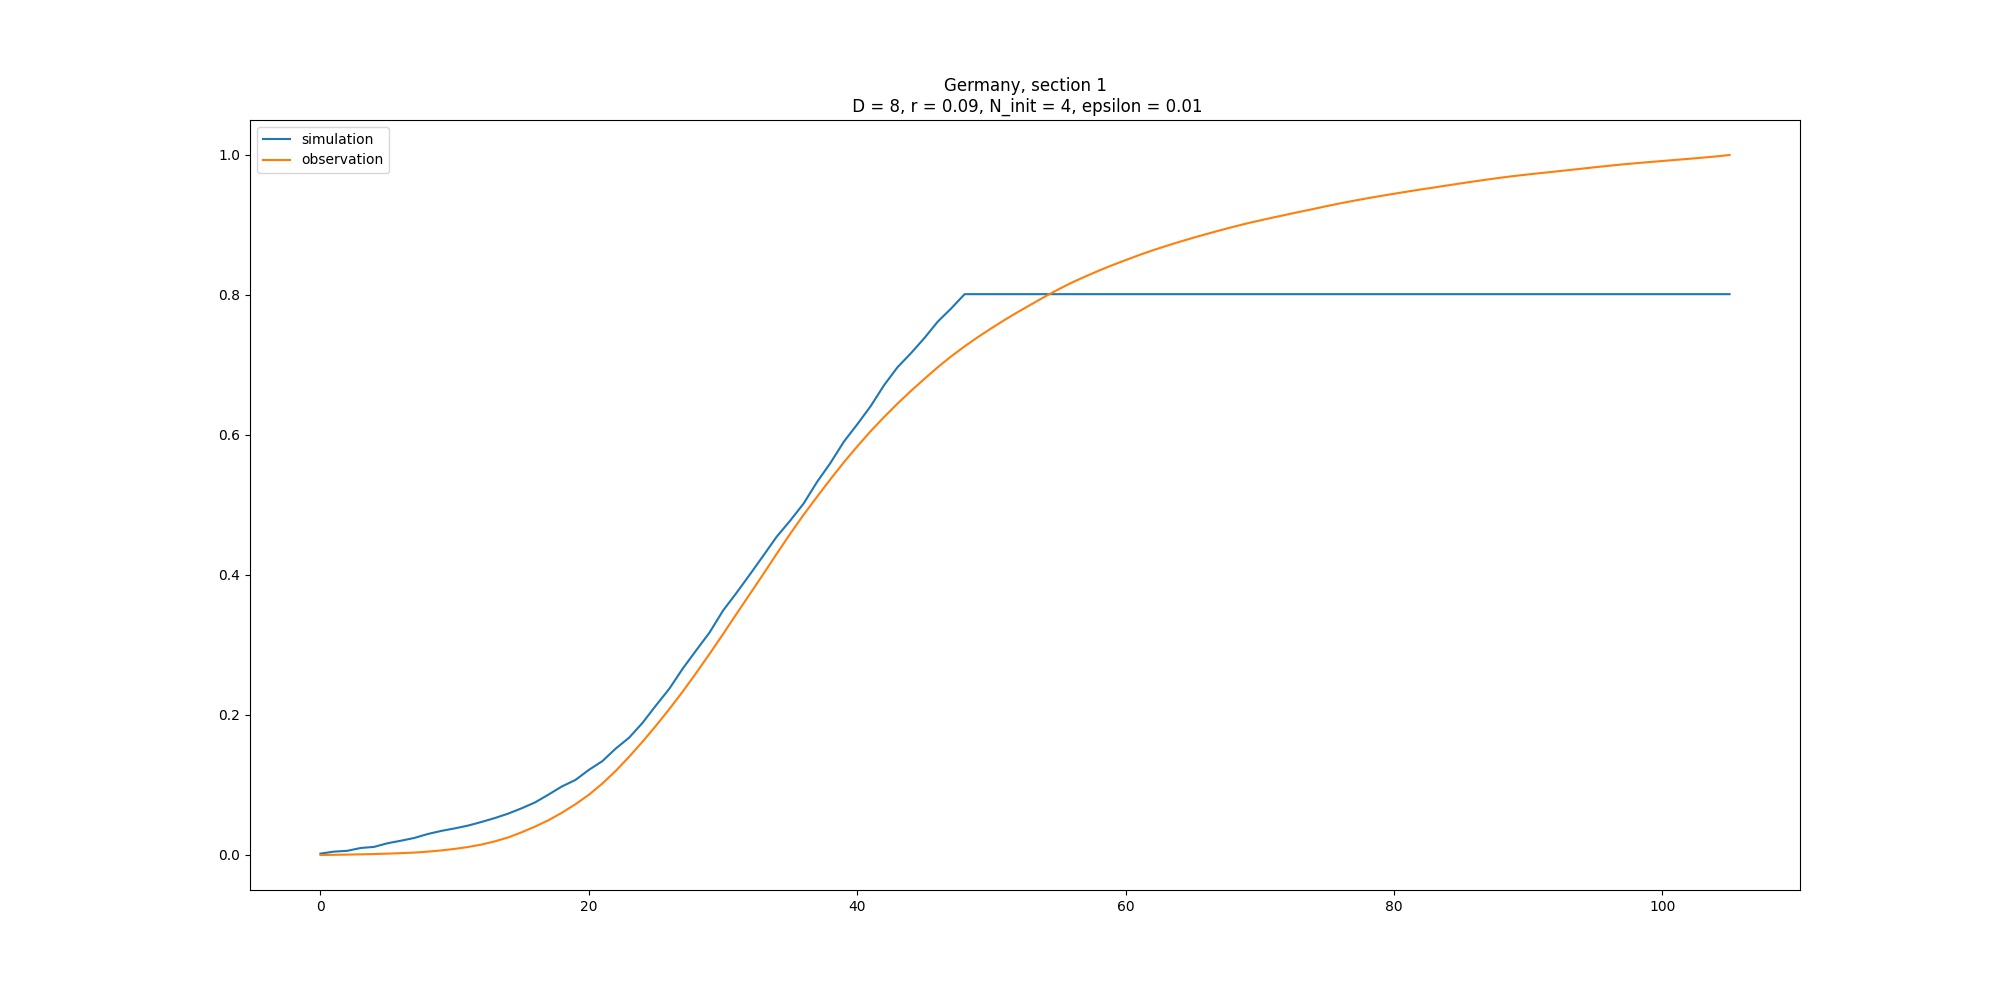 Germany, section 1
D = 8, r = 0.09, N_init = 4, epsilon = 0.01
simulation
observation
1.0
0.8
0.6
0.4
0.2
0.0
0 20 40 60 80 100